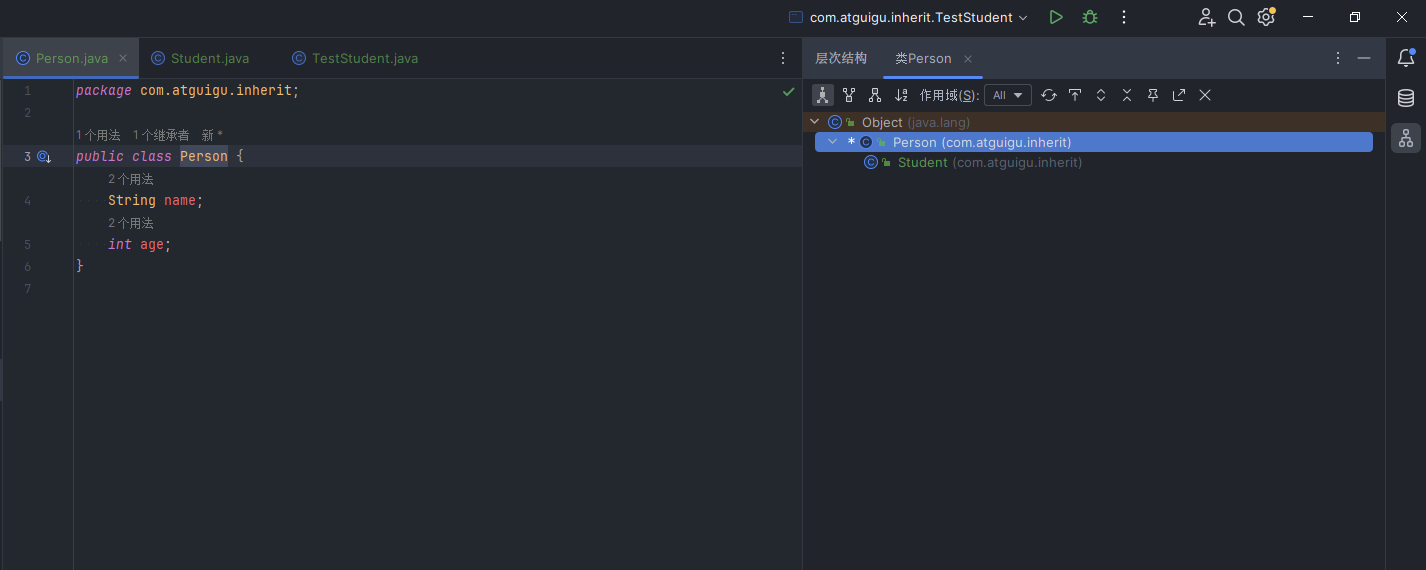 com.atguigu.inherit.TestStudent
Person.java
Student.java
TestStudent.java
1 package com.atguigu.inherit;
2
1个用法 1个继承者 新 *
3 public class Person {
2个用法
4 String name;
2个用法
5 int age;
6 }
7
层次结构 类Person
作用域(S): All
Object (java.lang)
* Person (com.atguigu.inherit)
Student (com.atguigu.inherit)